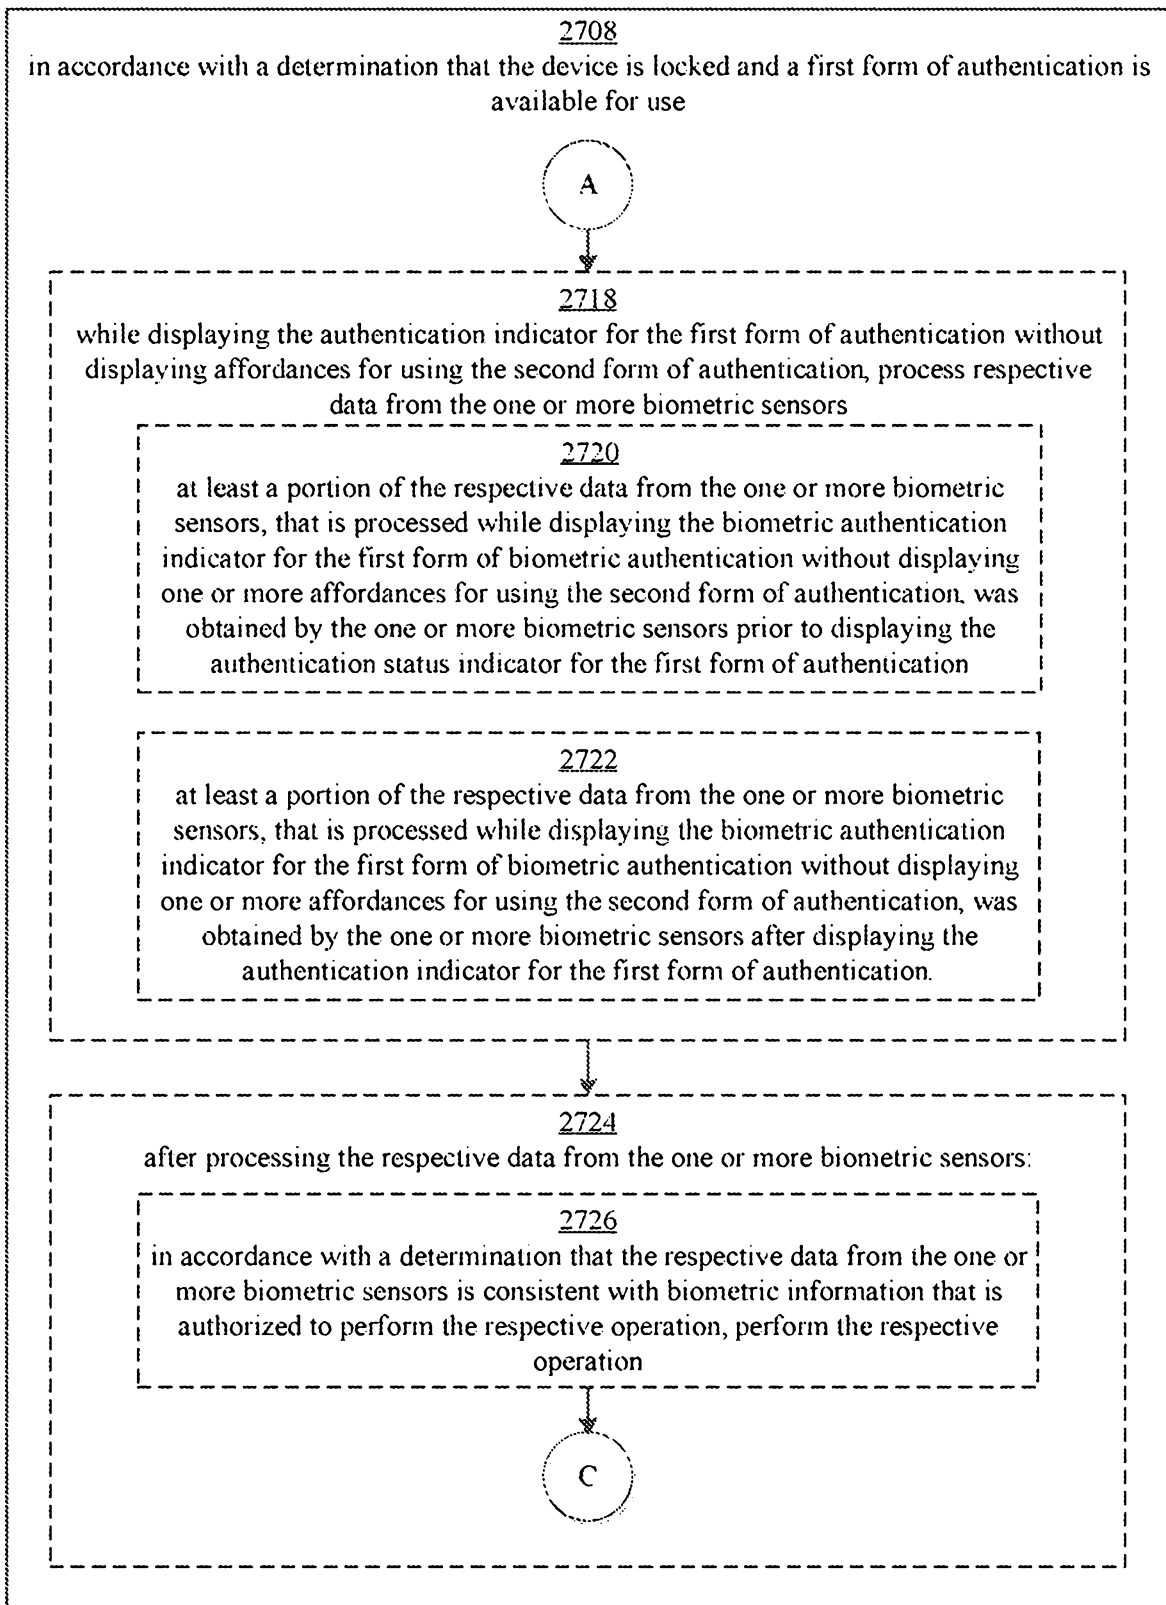 2708
in accordance with a determination that the device is locked and a first form of authentication is
available for use
A
2718
while displaying the authentication indicator for the first form of authentication without
displaying affordances for using the second form of authentication, process respective
data from the one or more biometric sensors
2720
at least a portion of the respective data from the one or more biometric
sensors, that is processed while displaying the biometric authentication
indicator for the first form of biometric authentication without displaying
one or more affordances for using the second form of authentication, was
obtained by the one or more biometric sensors prior to displaying the
authentication status indicator for the first form of authentication
2722
at least a portion of the respective data from the one or more biometric
sensors, that is processed while displaying the biometric authentication
indicator for the first form of biometric authentication without displaying
one or more affordances for using the second form of authentication, was
obtained by the one or more biometric sensors after displaying the
authentication indicator for the first form of authentication.
2724
after processing the respective data from the one or more biometric sensors:
2726
in accordance with a determination that the respective data from the one or
more biometric sensors is consistent with biometric information that is
authorized to perform the respective operation, perform the respective
operation
C